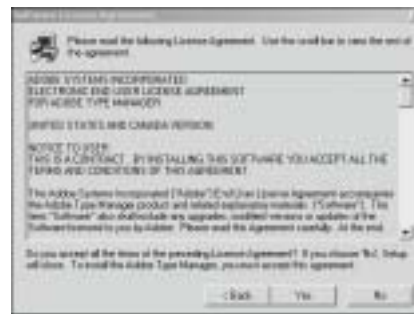 Software License Agreement
Please read the following License Agreement. Use the scroll bar to view the rest of
the agreement.
ADOBE SYSTEMS INCORPORATED
ELECTRONIC END USER LICENSE AGREEMENT
FOR ADOBE TYPE MANAGER
UNITED STATES AND CANADA VERSION
NOTICE TO USER:
THIS IS A CONTRACT. BY INSTALLING THIS SOFTWARE YOU ACCEPT ALL THE
TERMS AND CONDITIONS OF THIS AGREEMENT.
The Adobe Systems Incorporated ("Adobe") End User License Agreement accompanies
the Adobe Type Manager product and related explanatory materials ("Software"). The
term "Software" also shall include any upgrades, modified versions or updates of the
Software licensed to you by Adobe. Please read this Agreement carefully. At the end,
Do you accept all the terms of the preceding License Agreement? If you choose No, Setup
will close. To install the Adobe Type Manager, you must accept this agreement.
< Back
Yes
No